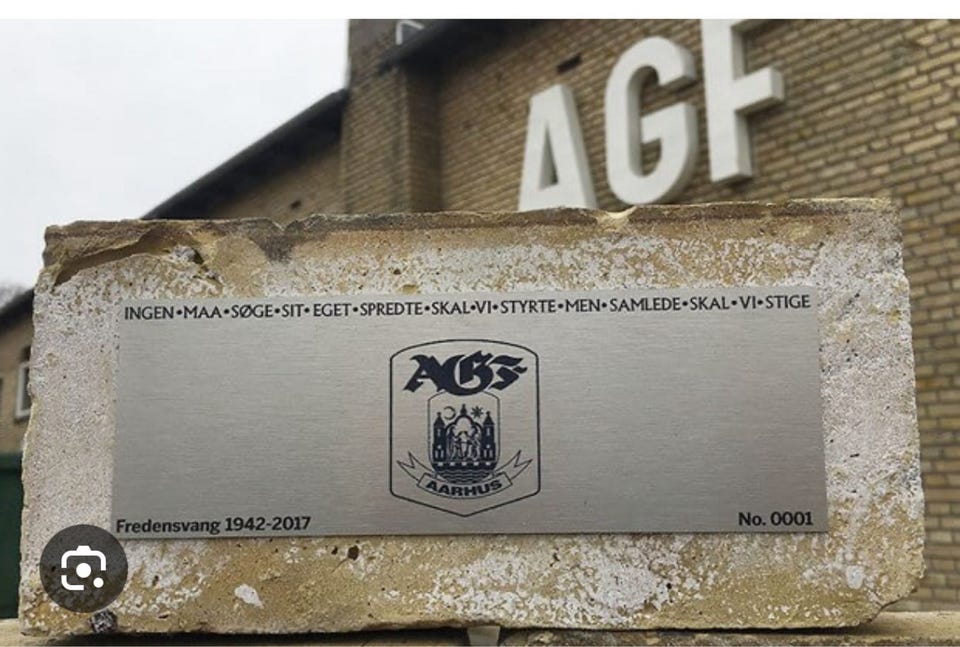 AGF
INGEN•MAA•SØGE•SIT•EGET•SPREDTE•SKAL•VI•STYRTE•MEN•SAMLEDE•SKAL•VI•STIGE
AGF
AARHUS
Fredensvang 1942-2017
No. 0001